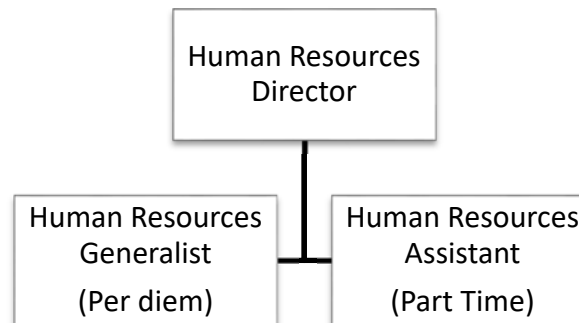 Human Resources
Director
Human Resources
Generalist
(Per diem)
Human Resources
Assistant
(Part Time)